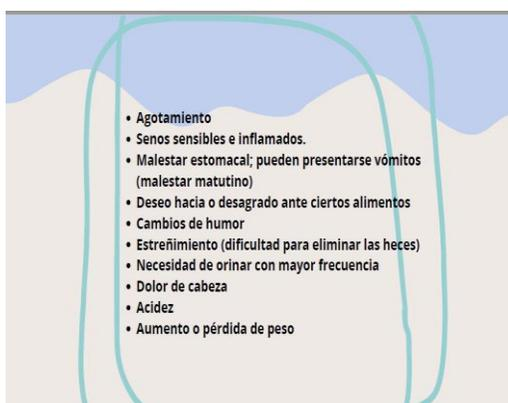 • Agotamiento
• Senos sensibles e inflamados.
• Malestar estomacal; pueden presentarse vómitos
(malestar matutino)
• Deseo hacia o desagrado ante ciertos alimentos
• Cambios de humor
• Estreñimiento (dificultad para eliminar las heces)
• Necesidad de orinar con mayor frecuencia
• Dolor de cabeza
• Acidez
• Aumento o pérdida de peso